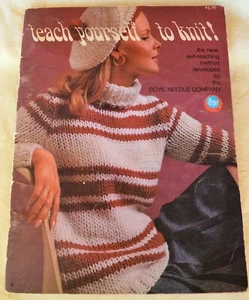 teach yourself to knit!
the new,
self-teaching
method
developed
by
the
BOYE NEEDLE COMPANY